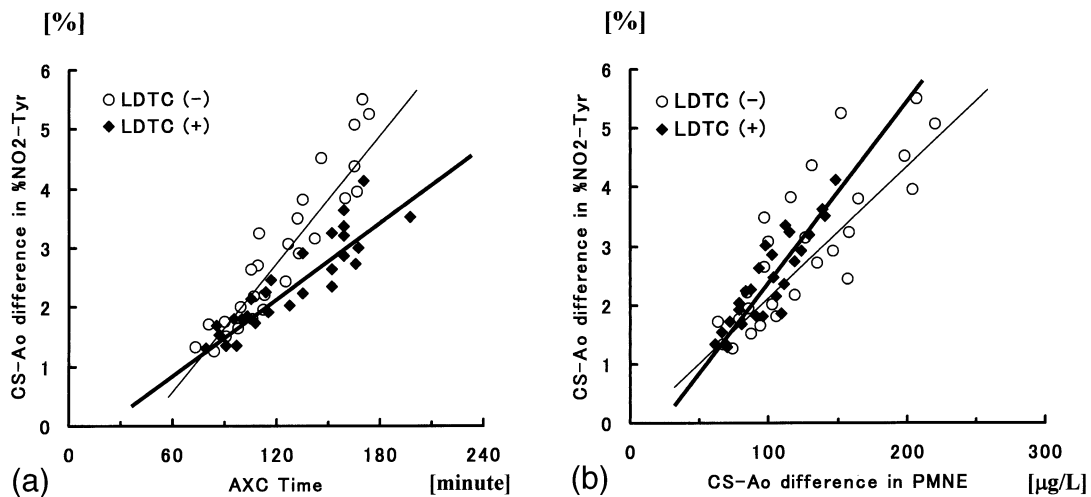 [%]
6
5
4
3
2
1
0
CS-Ao difference in %NO2-Tyr
LDTC (-)
LDTC (+)
0
60
120
180
240
(a)
AXC Time
[minute]
[%]
6
5
4
3
2
1
0
CS-Ao difference in %NO2-Tyr
LDTC (-)
LDTC (+)
0
100
200
300
(b)
CS-Ao difference in PMNE
[μg/L]